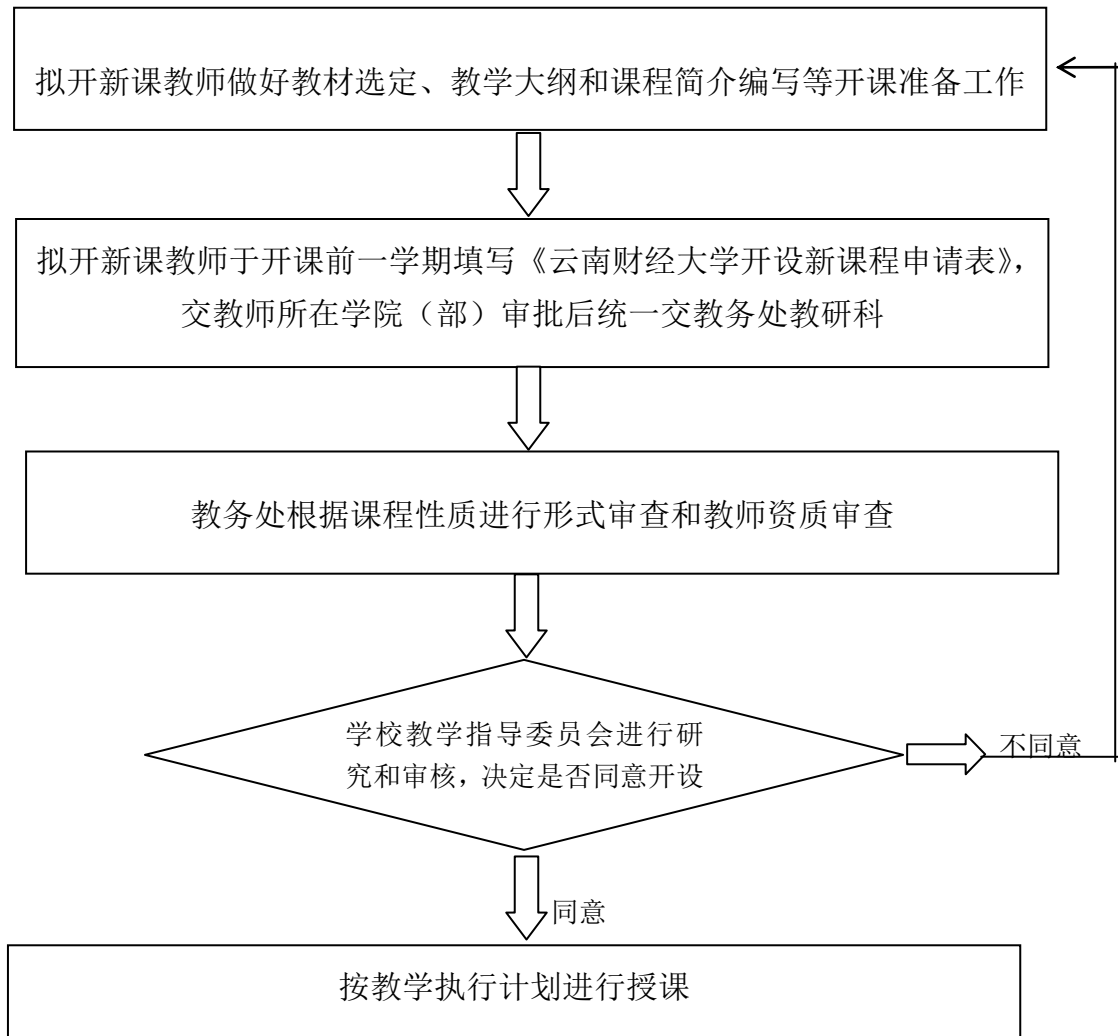 拟开新课教师做好教材选定、教学大纲和课程简介编写等开课准备工作
拟开新课教师于开课前一学期填写《云南财经大学开设新课程申请表》，
交教师所在学院（部）审批后统一交教务处教研科
教务处根据课程性质进行形式审查和教师资质审查
学校教学指导委员会进行研
究和审核，决定是否同意开设
不同意
同意
按教学执行计划进行授课